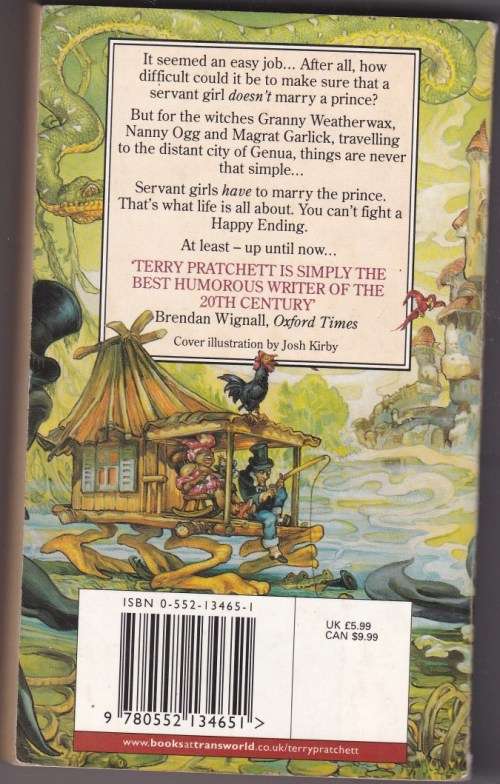 It seemed an easy job... After all, how
difficult could it be to make sure that a
servant girl doesn't marry a prince?
But for the witches Granny Weatherwax,
Nanny Ogg and Magrat Garlick, travelling
to the distant city of Genua, things are never
that simple...
Servant girls have to marry the prince.
That's what life is all about. You can't fight a
Happy Ending.
At least – up until now...
'TERRY PRATCHETT IS SIMPLY THE
BEST HUMOROUS WRITER OF THE
20TH CENTURY'
Brendan Wignall, Oxford Times
Cover illustration by Josh Kirby
ISBN 0-552-13465-1
UK £5.99
CAN $9.99
9 780552 134651 >
www.booksattransworld.co.uk/terrypratchett